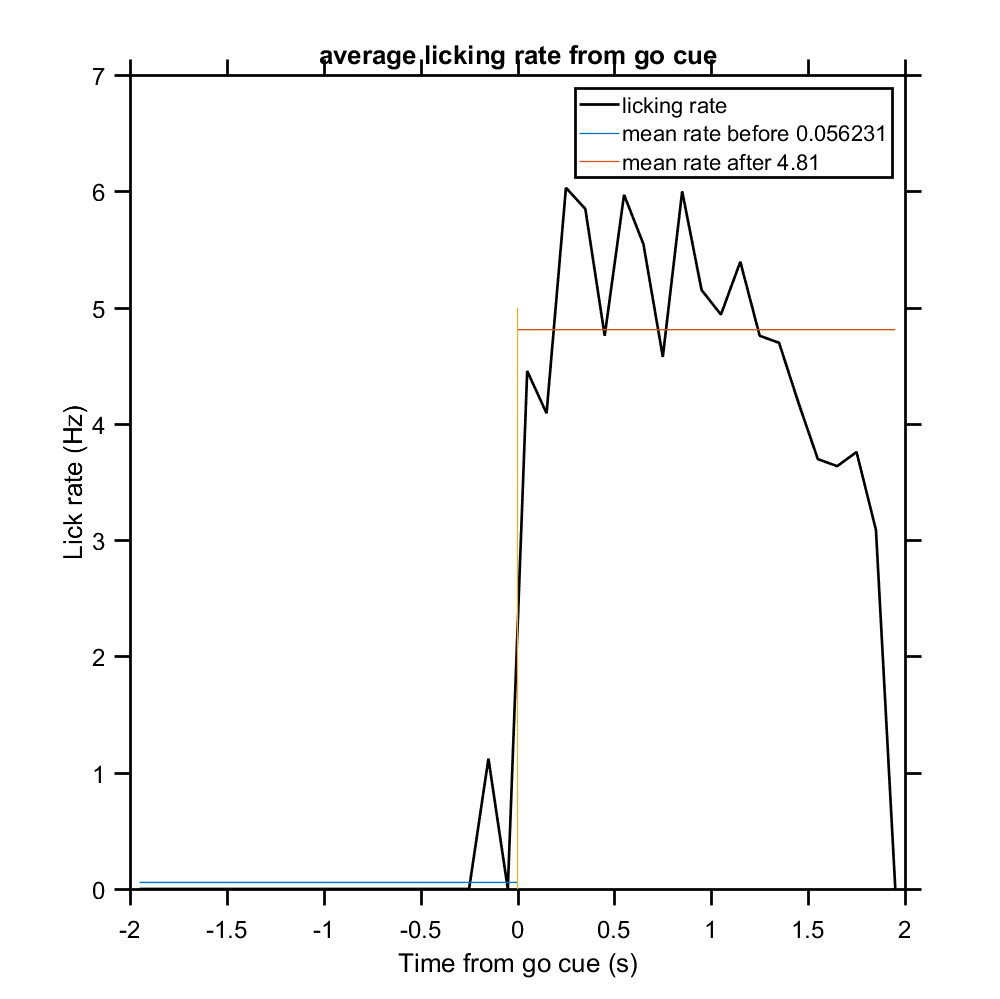 average licking rate from go cue
licking rate
mean rate before 0.056231
mean rate after 4.81
7
6
5
4
3
2
1
0
Lick rate (Hz)
-2 -1.5 -1 -0.5 0 0.5 1 1.5 2
Time from go cue (s)